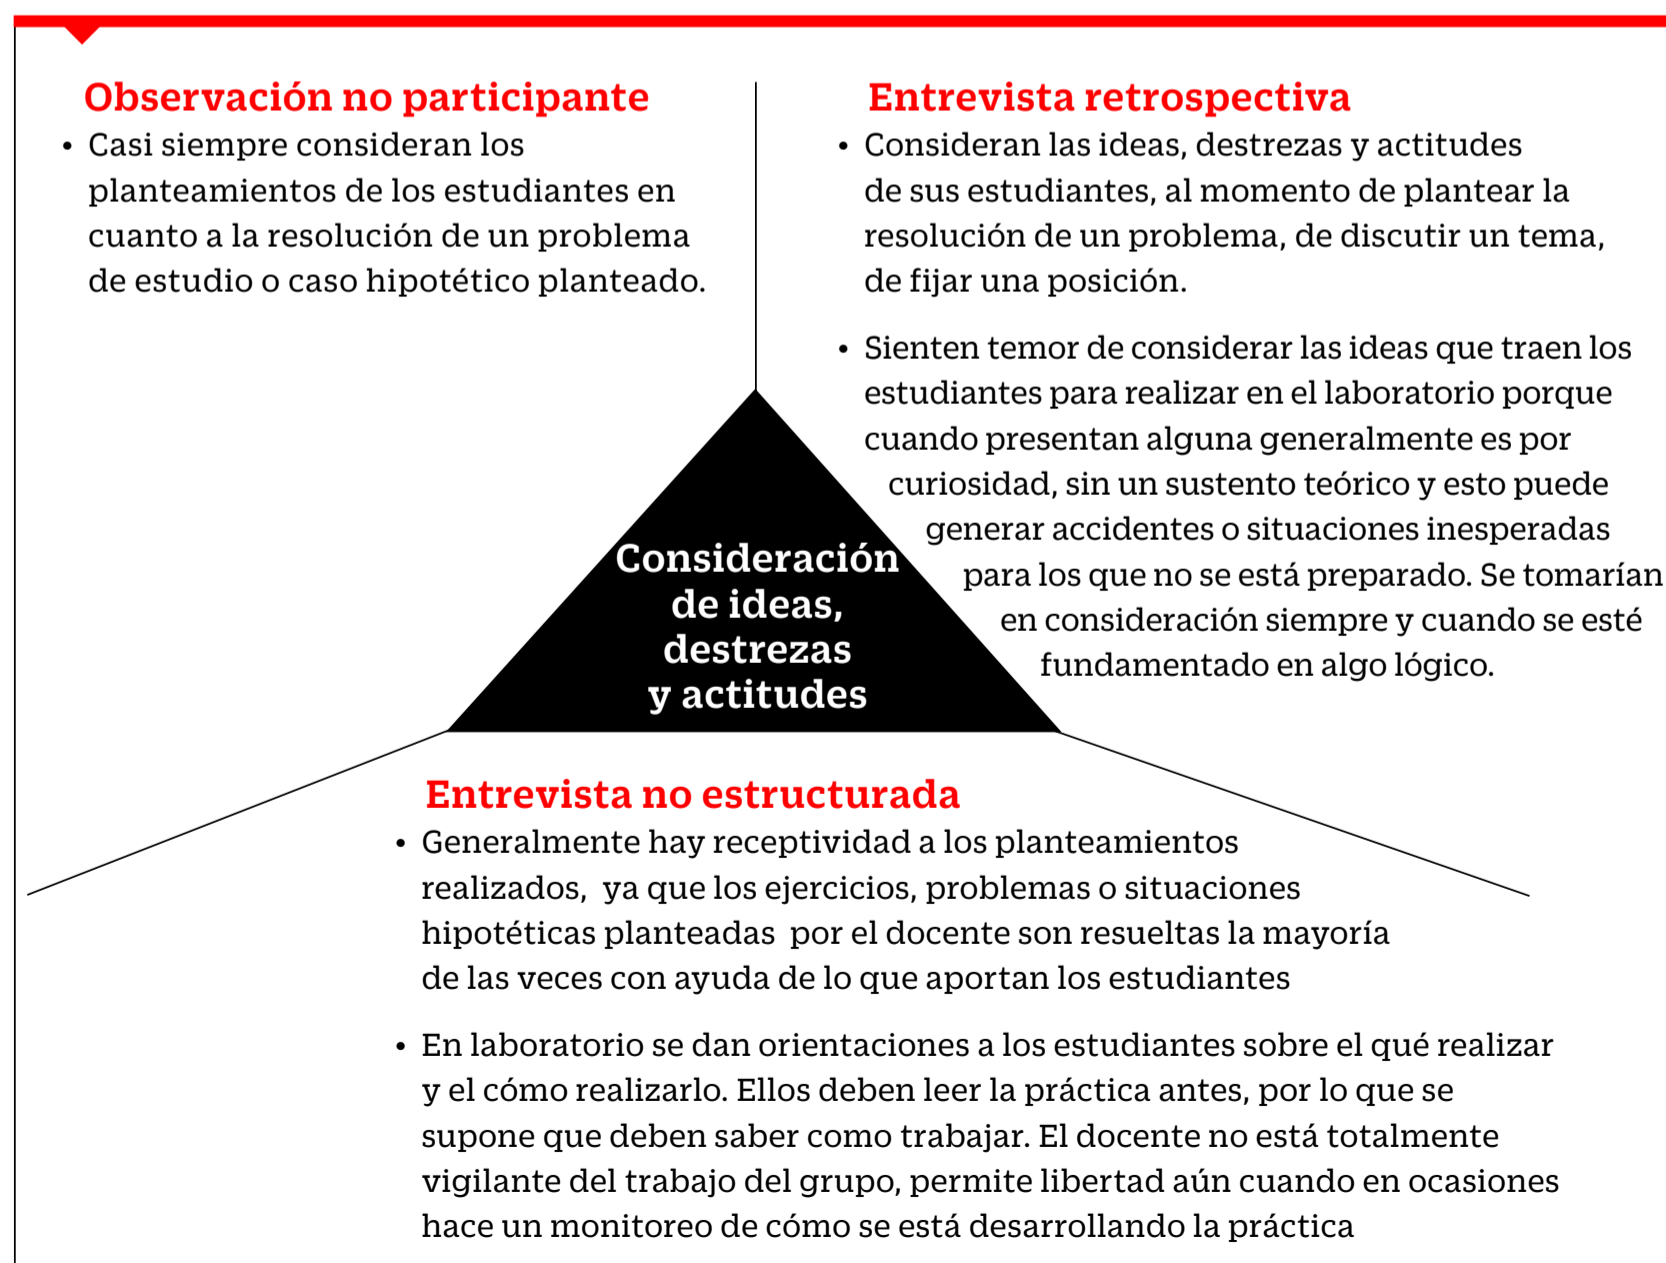 Observación no participante
• Casi siempre consideran los
planteamientos de los estudiantes en
cuanto a la resolución de un problema
de estudio o caso hipotético planteado.
Entrevista retrospectiva
• Consideran las ideas, destrezas y actitudes
de sus estudiantes, al momento de plantear la
resolución de un problema, de discutir un tema,
de fijar una posición.
• Sienten temor de considerar las ideas que traen los
estudiantes para realizar en el laboratorio porque
cuando presentan alguna generalmente es por
curiosidad, sin un sustento teórico y esto puede
generar accidentes o situaciones inesperadas
para los que no se está preparado. Se tomarían
en consideración siempre y cuando se esté
fundamentado en algo lógico.
Consideración
de ideas,
destrezas
y actitudes
Entrevista no estructurada
• Generalmente hay receptividad a los planteamientos
realizados,  ya que los ejercicios, problemas o situaciones
hipotéticas planteadas  por el docente son resueltas la mayoría
de las veces con ayuda de lo que aportan los estudiantes
• En laboratorio se dan orientaciones a los estudiantes sobre el qué realizar
y el cómo realizarlo. Ellos deben leer la práctica antes, por lo que se
supone que deben saber como trabajar. El docente no está totalmente
vigilante del trabajo del grupo, permite libertad aún cuando en ocasiones
hace un monitoreo de cómo se está desarrollando la práctica